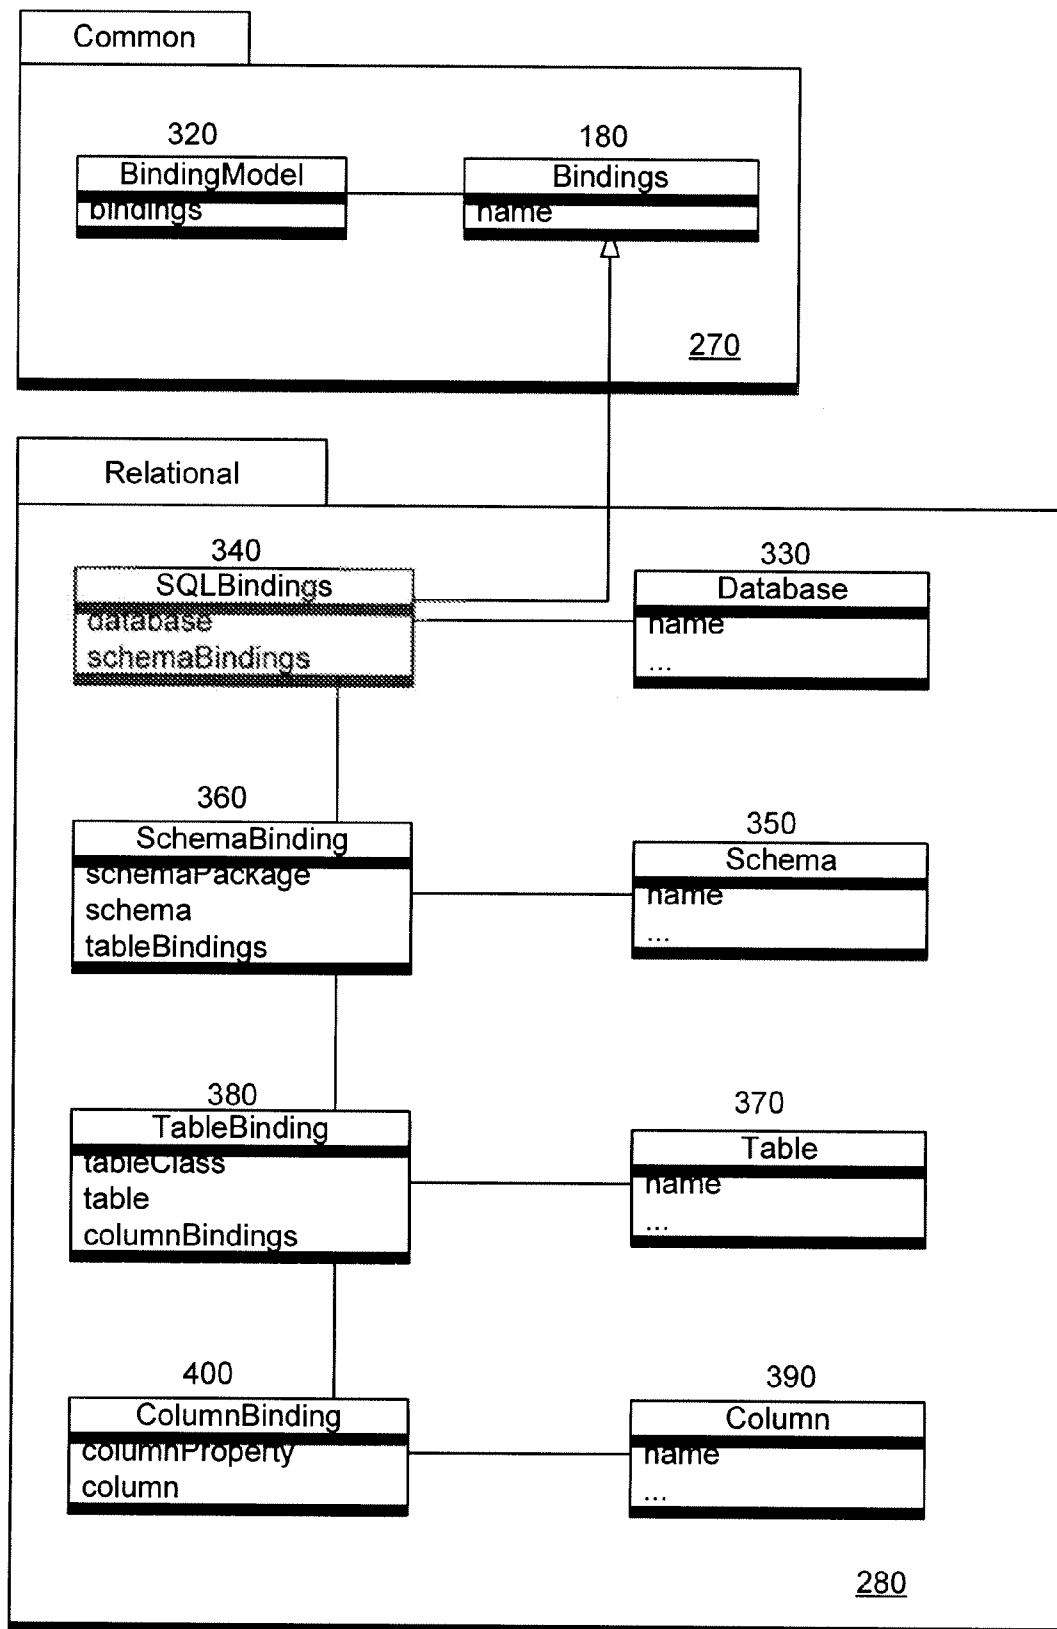 Common
320
BindingModel
bindings
180
Bindings
name
270
Relational
340
SQLBindings
database
schemaBindings
330
Database
name
...
360
SchemaBinding
schemaPackage
schema
tableBindings
350
Schema
name
...
380
TableBinding
tableClass
table
columnBindings
370
Table
name
...
400
ColumnBinding
columnProperty
column
390
Column
name
...
280